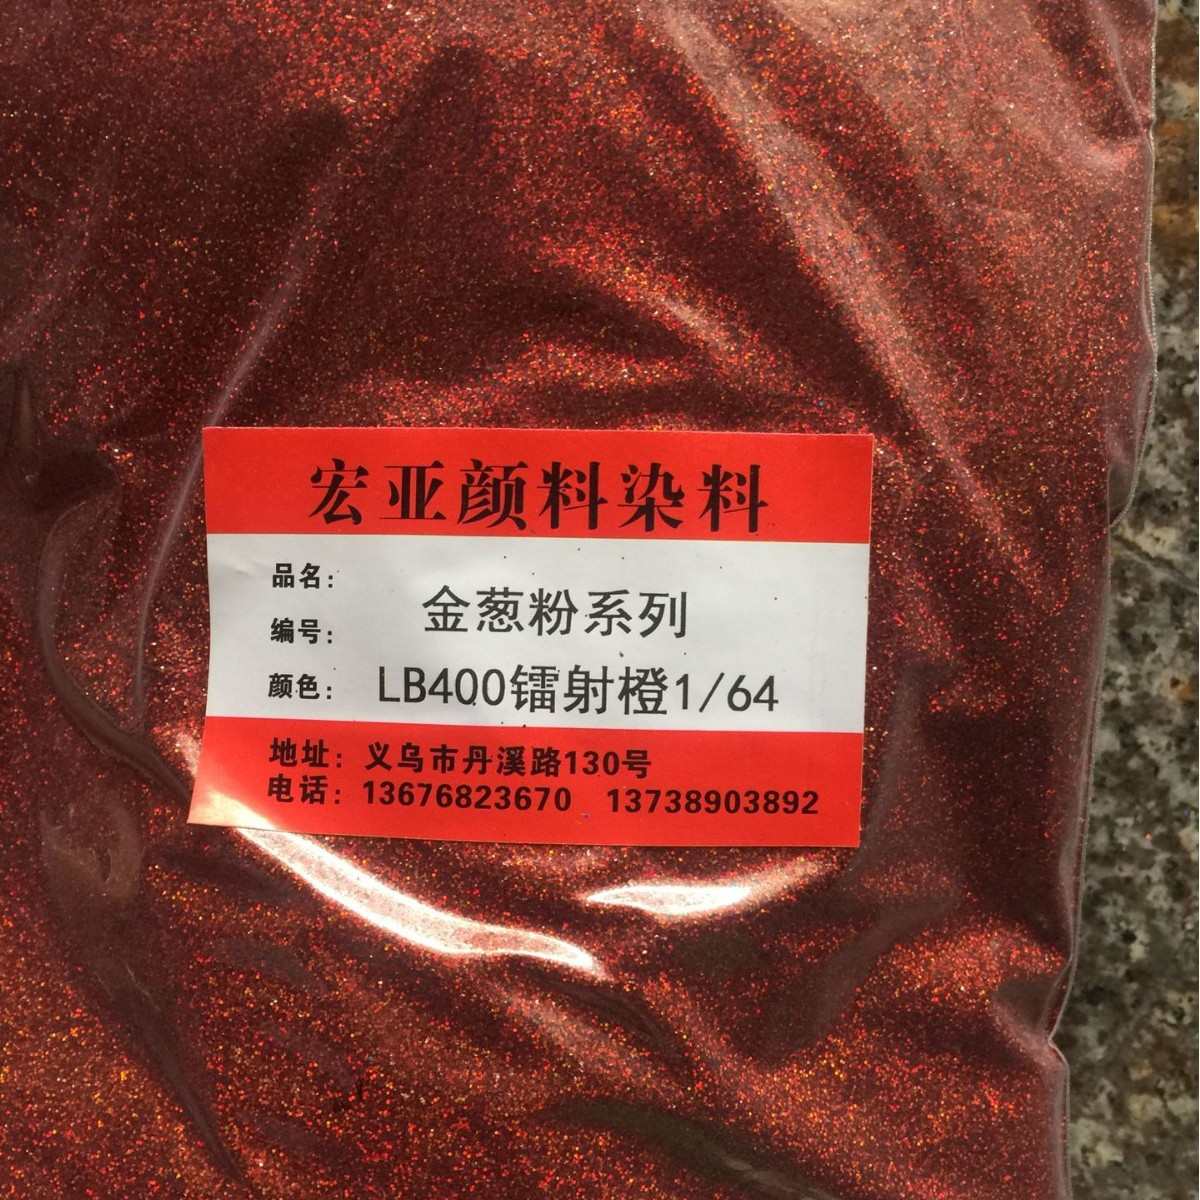 宏亚颜料染料
品名:
金葱粉系列
编号:
颜色: LB400镭射橙1/64
地址: 义乌市丹溪路130号
电话: 13676823670 13738903892